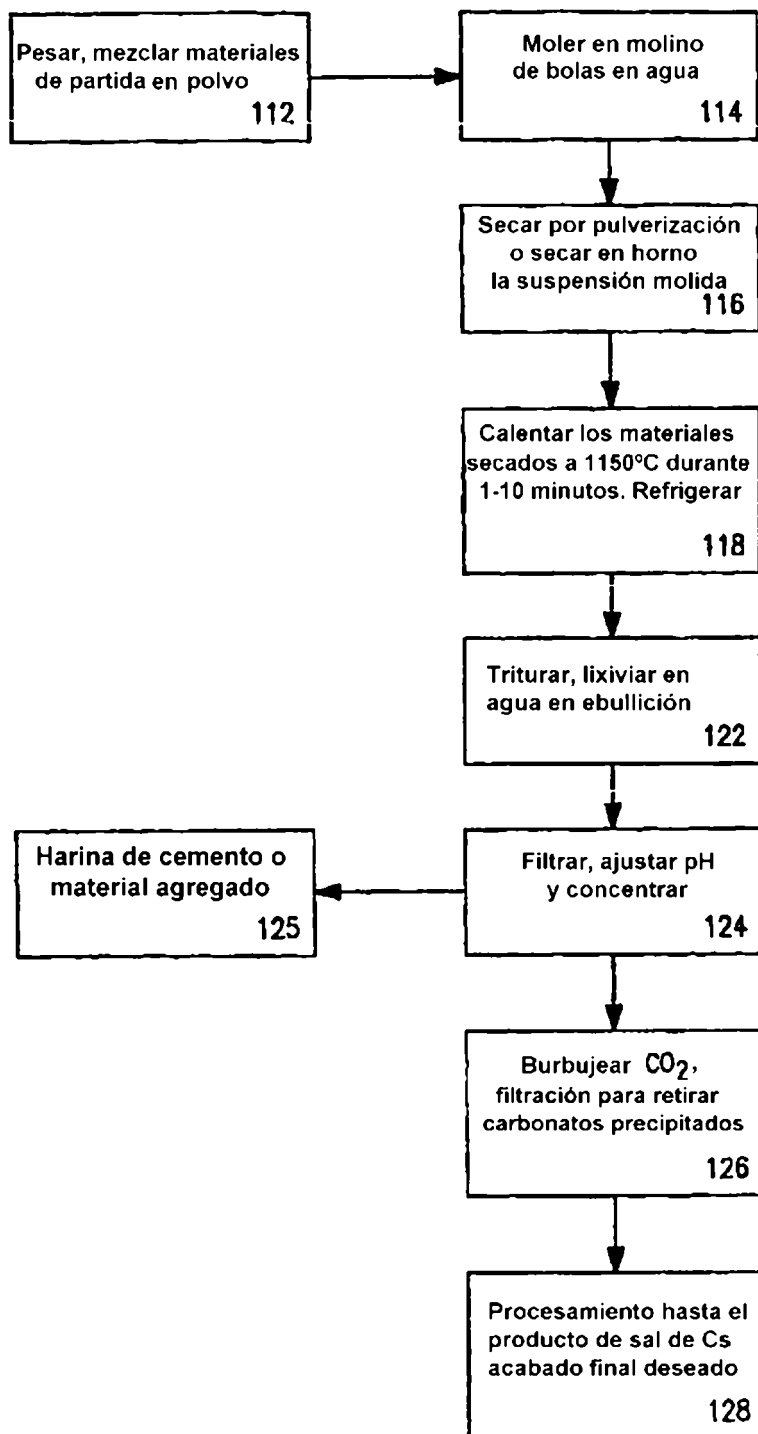 Pesar, mezclar materiales
de partida en polvo
112
Moler en molino
de bolas en agua
114
Secar por pulverización
o secar en horno
la suspensión molida
116
Calentar los materiales
secados a 1150ºC durante
1-10 minutos. Refrigerar
118
Triturar, lixiviar en
agua en ebullición
122
Filtrar, ajustar pH
y concentrar
124
Harina de cemento o
material agregado
125
Burbujear CO₂,
filtración para retirar
carbonatos precipitados
126
Procesamiento hasta el
producto de sal de Cs
acabado final deseado
128